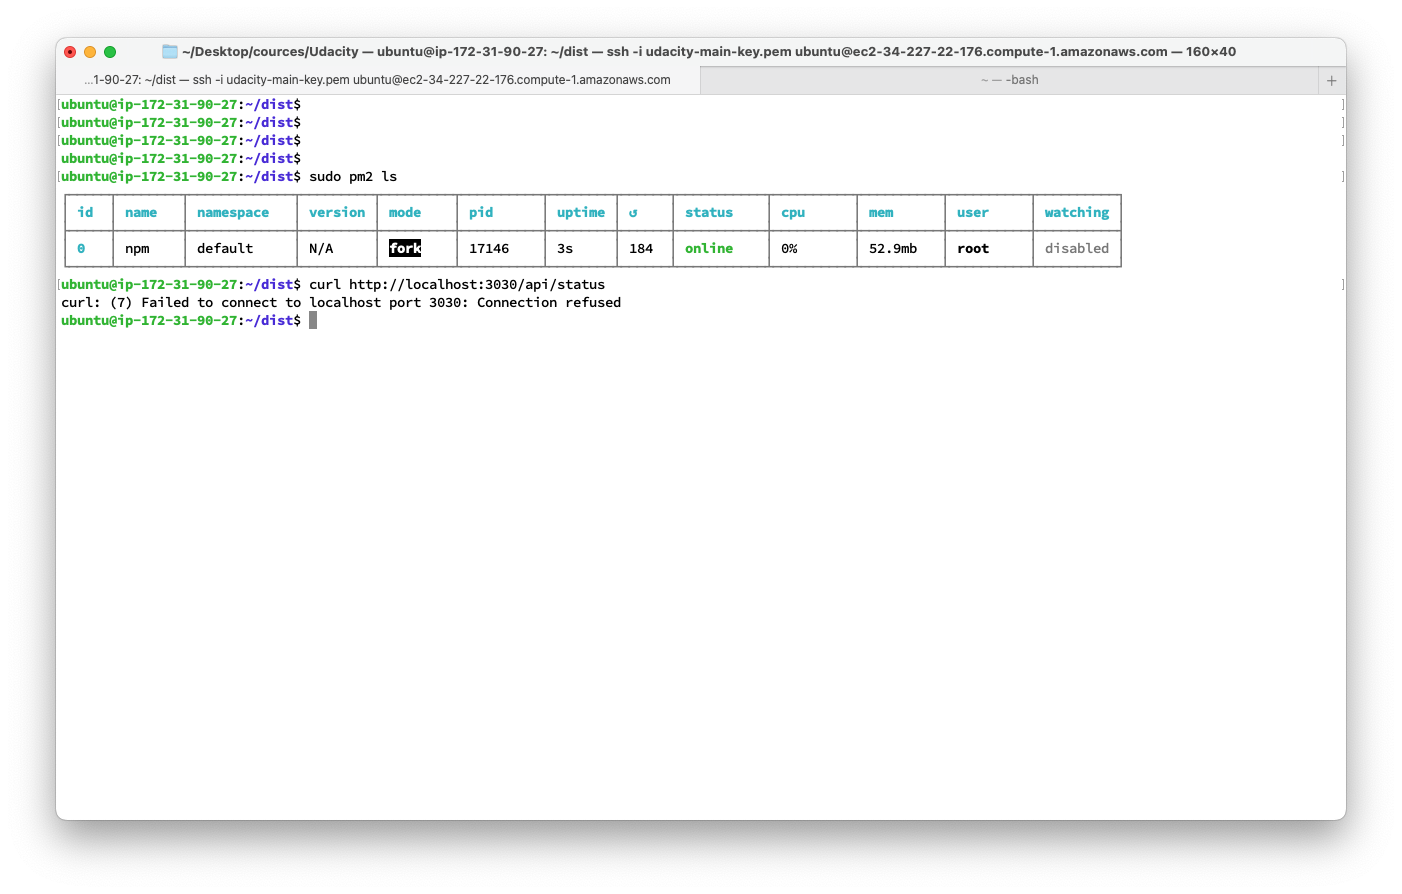 ~/Desktop/cources/Udacity — ubuntu@ip-172-31-90-27: ~/dist — ssh -i udacity-main-key.pem ubuntu@ec2-34-227-22-176.compute-1.amazonaws.com — 160×40
...1-90-27: ~/dist — ssh -i udacity-main-key.pem ubuntu@ec2-34-227-22-176.compute-1.amazonaws.com ~ — -bash +
[ubuntu@ip-172-31-90-27:~/dist$ ]
[ubuntu@ip-172-31-90-27:~/dist$ ]
[ubuntu@ip-172-31-90-27:~/dist$ ]
ubuntu@ip-172-31-90-27:~/dist$
[ubuntu@ip-172-31-90-27:~/dist$ sudo pm2 ls ]
id name namespace version mode pid uptime ↺ status cpu mem user watching
0 npm default N/A fork 17146 3s 184 online 0% 52.9mb root disabled
[ubuntu@ip-172-31-90-27:~/dist$ curl http://localhost:3030/api/status ]
curl: (7) Failed to connect to localhost port 3030: Connection refused
ubuntu@ip-172-31-90-27:~/dist$